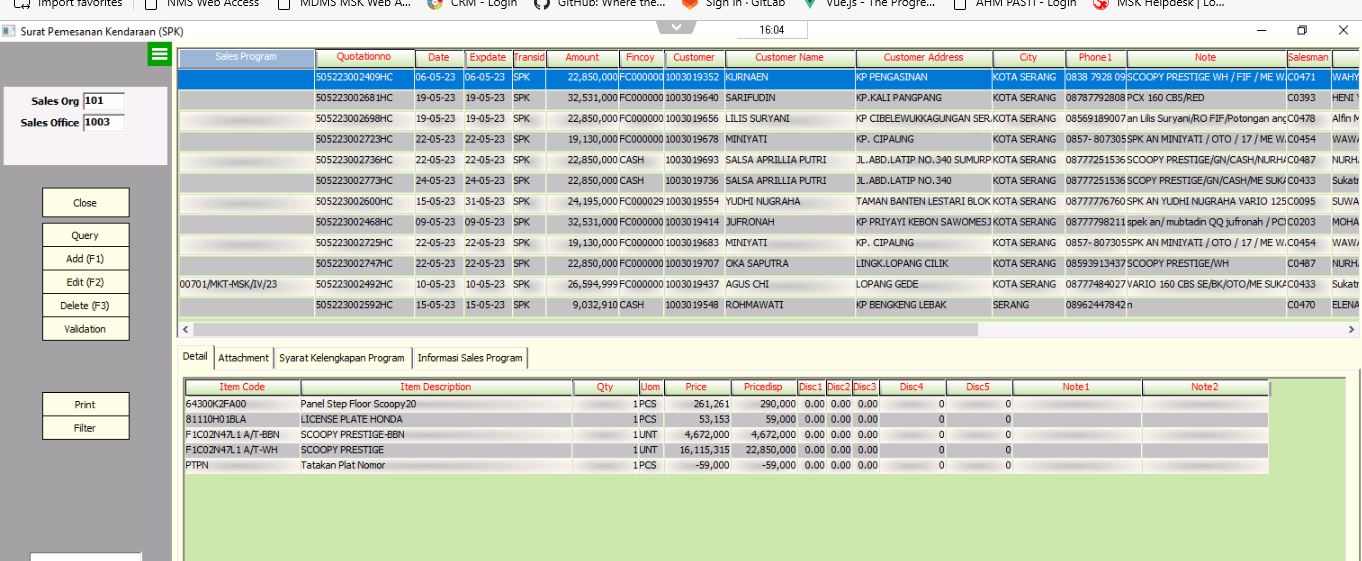 Import favorites NMS Web Access MDMS MSK Web A... CRM - Login GitHub: Where the... Sign in · GitLab Vue.js - The Progre... AHM PASTI - Login MSK Helpdesk | Lo...
Surat Pemesanan Kendaraan (SPK) 16:04
Sales Program Quotationno Date Expdate Transid Amount Fincoy Customer Customer Name Customer Address City Phone1 Note Salesman
505223002409HC 06-05-23 06-05-23 SPK 22,850,000 FC000000 1003019352 KURNAEN KP PENGASINAN KOTA SERANG 0838 7928 09 SCOOPY PRESTIGE WH / FIF / ME W. C0471 WAHY
505223002681HC 19-05-23 19-05-23 SPK 32,531,000 FC000000 1003019640 SARIFUDIN KP.KALI PANGPANG KOTA SERANG 08787792808 PCX 160 CBS/RED C0393 HENI
505223002698HC 19-05-23 19-05-23 SPK 22,850,000 FC000000 1003019656 LILIS SURYANI KP CIBELEWUKKAGUNGAN SER. KOTA SERANG 08569189007 an Lilis Suryani/RO FIF/Potongan ang C0478 Alfin M
505223002723HC 22-05-23 22-05-23 SPK 19,130,000 FC000000 1003019678 MINIYATI KP. CIPAUNG KOTA SERANG 0857- 807305 SPK AN MINIYATI / OTO / 17 / ME W. C0454 WAW
505223002736HC 22-05-23 22-05-23 SPK 22,850,000 CASH 1003019693 SALSA APRILLIA PUTRI JL.ABD.LATIP NO.340 SUMURP KOTA SERANG 08777251536 SCOOPY PRESTIGE/GN/CASH/NURH C0487 NURH
505223002773HC 24-05-23 24-05-23 SPK 22,850,000 CASH 1003019736 SALSA APRILLIA PUTRI JL.ABD.LATIP NO.340 KOTA SERANG 08777251536 SCOOPY PRESTIGE/GN/CASH/ME SUK C0433 Sukatr
505223002600HC 15-05-23 31-05-23 SPK 24,195,000 FC000029 1003019554 YUDHI NUGRAHA TAMAN BANTEN LESTARI BLOK KOTA SERANG 08777776760 SPK AN YUDHI NUGRAHA VARIO 125 C0095 SUWA
505223002468HC 09-05-23 09-05-23 SPK 32,531,000 FC000000 1003019414 JUFRONAH KP PRIYAYI KEBON SAWOMESJ KOTA SERANG 08777798211 spek an/ mubtadin QQ jufronah / PC C0203 MOHA
505223002725HC 22-05-23 22-05-23 SPK 19,130,000 FC000000 1003019683 MINIYATI KP. CIPAUNG KOTA SERANG 0857- 807305 SPK AN MINIYATI / OTO / 17 / ME W. C0454 WAW
505223002747HC 22-05-23 22-05-23 SPK 22,850,000 FC000000 1003019707 OKA SAPUTRA LINGK.LOPANG CILIK KOTA SERANG 08593913437 SCOOPY PRESTIGE/WH C0487 NURH
00701/MKT-MSK/IV/23 505223002492HC 10-05-23 10-05-23 SPK 26,594,999 FC000000 1003019437 AGUS CHI LOPANG GEDE KOTA SERANG 08777484027 VARIO 160 CBS SE/BK/OTO/ME SUK C0433 Sukatr
505223002592HC 15-05-23 15-05-23 SPK 9,032,910 CASH 1003019548 ROHMAWATI KP BENGKENG LEBAK SERANG 08962447842 n C0470 ELENA
Sales Org 101
Sales Office 1003
Close
Query
Add (F1)
Edit (F2)
Delete (F3)
Validation
Print
Filter
Detail Attachment Syarat Kelengkapan Program Informasi Sales Program
Item Code Item Description Qty Uom Price Pricedisp Disc1 Disc2 Disc3 Disc4 Disc5 Note1 Note2
64300K2FA00 Panel Step Floor Scoopy20 1 PCS 261,261 290,000 0.00 0.00 0.00 0 0
81110H01BLA LICENSE PLATE HONDA 1 PCS 53,153 59,000 0.00 0.00 0.00 0 0
F1C02N47L1 A/T-BBN SCOOPY PRESTIGE-BBN 1 UNT 4,672,000 4,672,000 0.00 0.00 0.00 0 0
F1C02N47L1 A/T-WH SCOOPY PRESTIGE 1 UNT 16,115,315 22,850,000 0.00 0.00 0.00 0 0
PTPN Tatakan Plat Nomor 1 PCS -59,000 -59,000 0.00 0.00 0.00 0 0